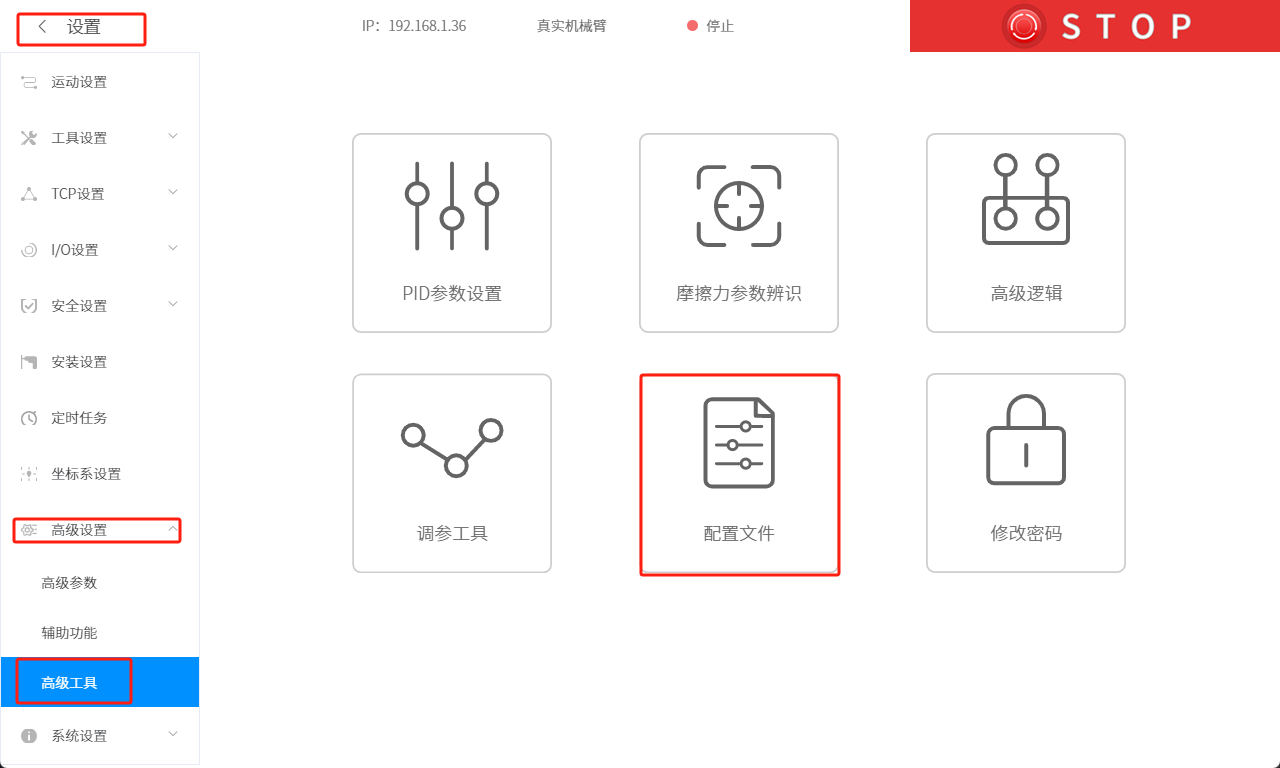 设置
IP：192.168.1.36
真实机械臂
停止
STOP
运动设置
工具设置
TCP设置
I/O设置
安全设置
安装设置
定时任务
坐标系设置
高级设置
高级参数
辅助功能
高级工具
系统设置
PID参数设置
摩擦力参数辨识
高级逻辑
调参工具
配置文件
修改密码